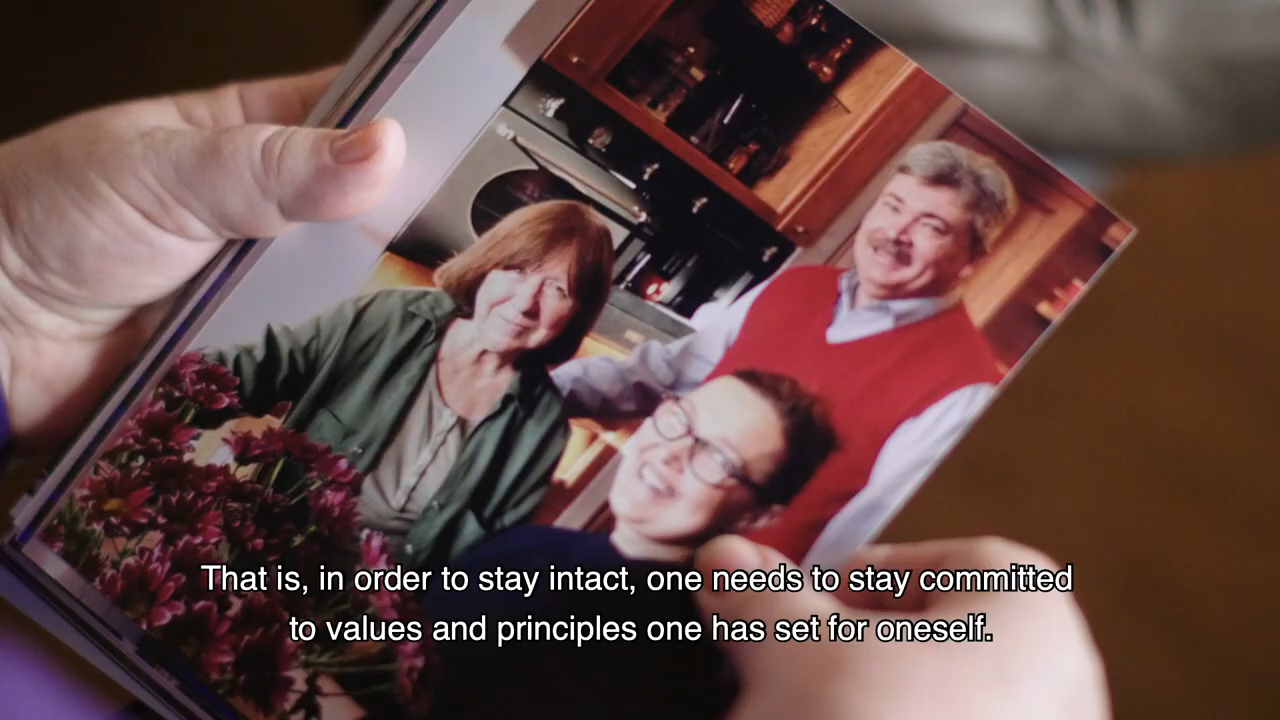 That is, in order to stay intact, one needs to stay committed
to values and principles one has set for oneself.